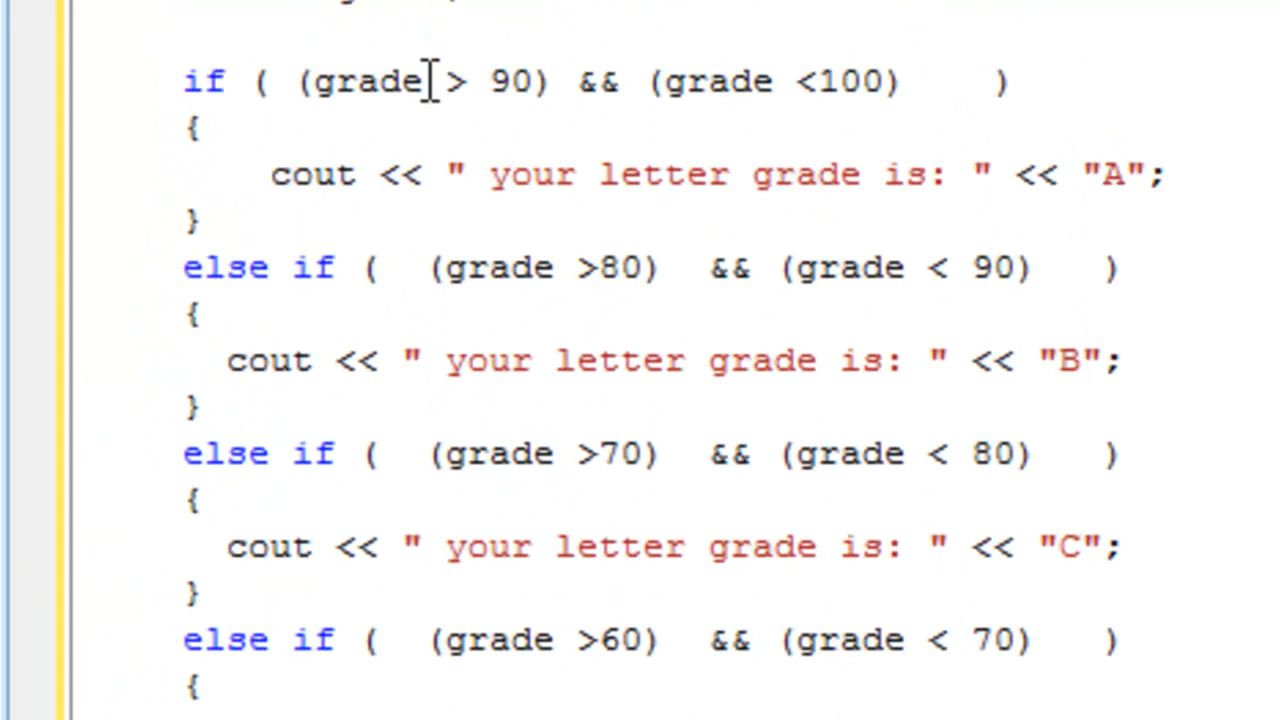 if ( (grade > 90) && (grade <100)    )
{
cout << " your letter grade is: " << "A";
}
else if (  (grade >80)  && (grade < 90)   )
{
cout << " your letter grade is: " << "B";
}
else if (  (grade >70)  && (grade < 80)   )
{
cout << " your letter grade is: " << "C";
}
else if (  (grade >60)  && (grade < 70)   )
{